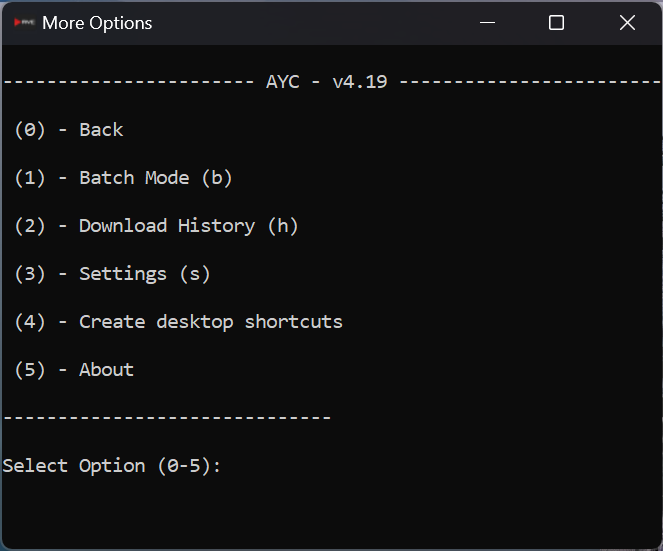 More Options
------------------------ AYC - v4.19 ------------------------
(0) - Back
(1) - Batch Mode (b)
(2) - Download History (h)
(3) - Settings (s)
(4) - Create desktop shortcuts
(5) - About
------------------------------
Select Option (0-5):